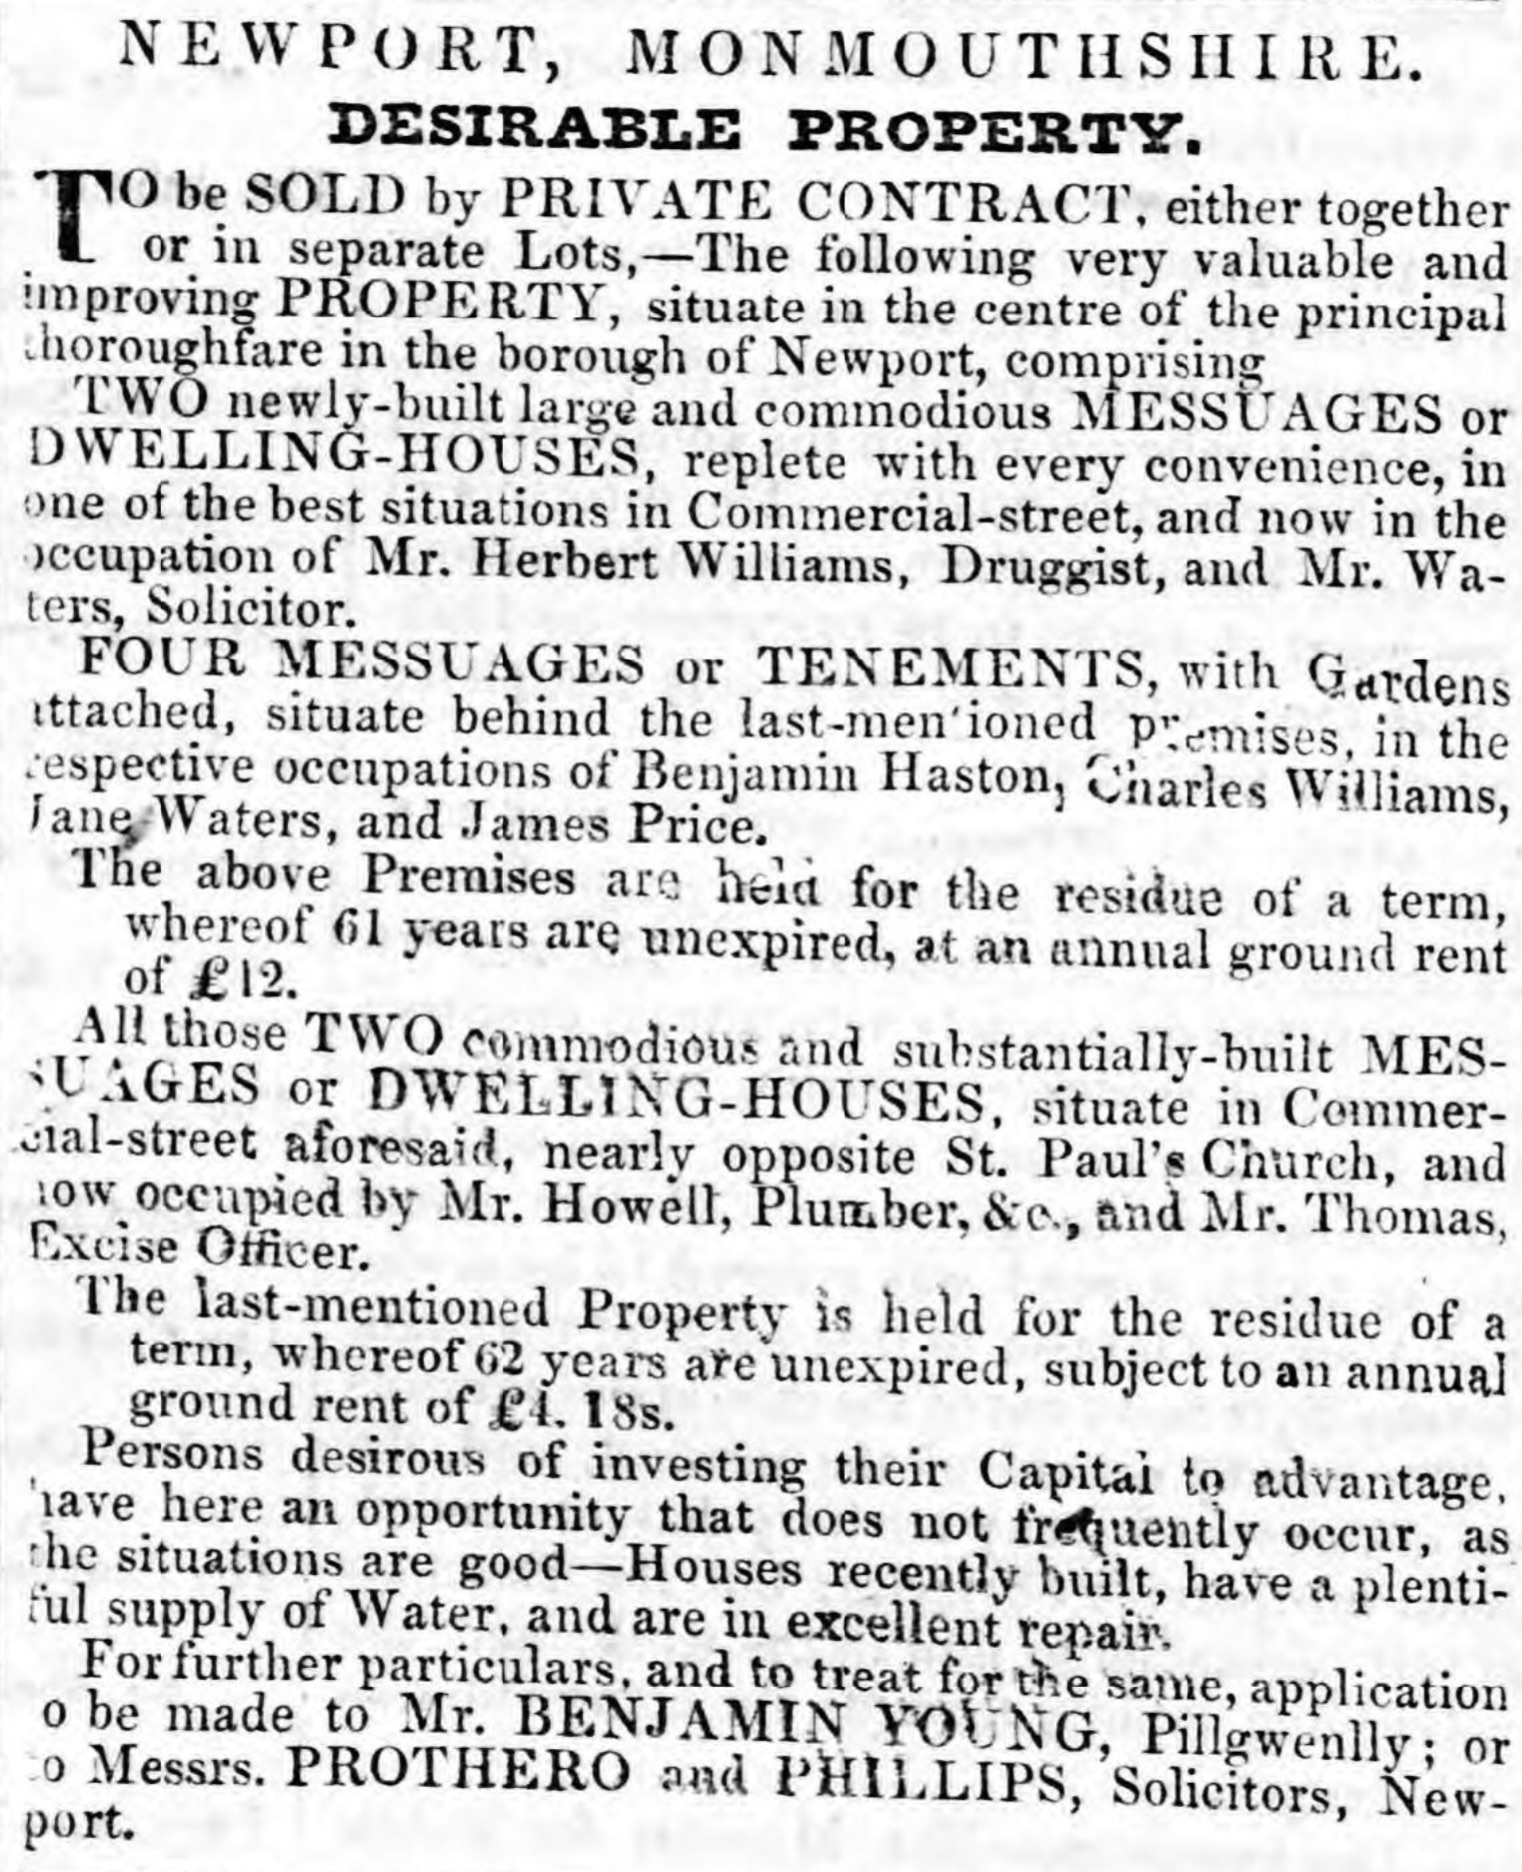 NEWPORT, MONMOUTHSHIRE.
DESIRABLE PROPERTY.
TO be SOLD by PRIVATE CONTRACT, either together
or in separate Lots,—The following very valuable and
improving PROPERTY, situate in the centre of the principal
thoroughfare in the borough of Newport, comprising
TWO newly-built large and commodious MESSUAGES or
DWELLING-HOUSES, replete with every convenience, in
one of the best situations in Commercial-street, and now in the
occupation of Mr. Herbert Williams, Druggist, and Mr. Wa-
ters, Solicitor.
FOUR MESSUAGES or TENEMENTS, with Gardens
attached, situate behind the last-mentioned premises, in the
respective occupations of Benjamin Haston, Charles Williams,
Jane Waters, and James Price.
The above Premises are held for the residue of a term,
whereof 61 years are unexpired, at an annual ground rent
of £12.
All those TWO commodious and substantially-built MES-
SUAGES or DWELLING-HOUSES, situate in Commer-
cial-street aforesaid, nearly opposite St. Paul's Church, and
now occupied by Mr. Howell, Plumber, &c., and Mr. Thomas,
Excise Officer.
The last-mentioned Property is held for the residue of a
term, whereof 62 years are unexpired, subject to an annual
ground rent of £4. 18s.
Persons desirous of investing their Capital to advantage,
have here an opportunity that does not frequently occur, as
the situations are good—Houses recently built, have a plenti-
ful supply of Water, and are in excellent repair.
For further particulars, and to treat for the same, application
to be made to Mr. BENJAMIN YOUNG, Pillgwenlly; or
to Messrs. PROTHERO and PHILLIPS, Solicitors, New-
port.